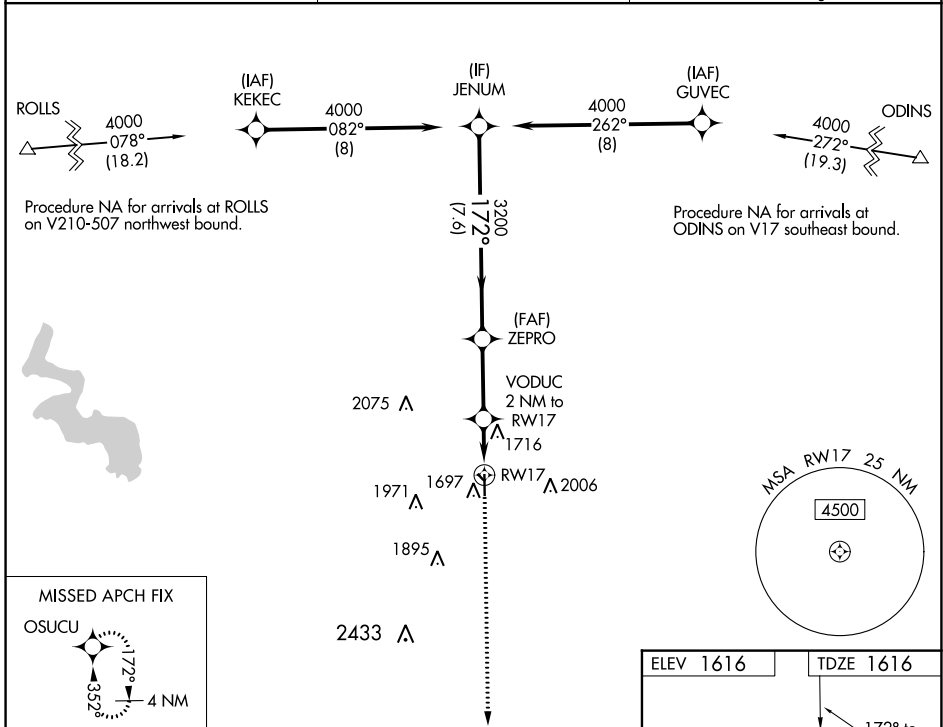 (IAF)
KEKEC
(IF)
JENUM
(IAF)
GUVEC
ROLLS
4000
078°
(18.2)
4000
082°
(8)
4000
262°
(8)
ODINS
4000
272°
(19.3)
Procedure NA for arrivals at ROLLS
on V210-507 northwest bound.
Procedure NA for arrivals at
ODINS on V17 southeast bound.
3200
172°
(7.6)
(FAF)
ZEPRO
VODUC
2 NM to
RW17
2075
1716
RW17
1697
2006
1971
1895
2433
MSA RW17 25 NM
4500
MISSED APCH FIX
OSUCU
172°
352°
4 NM
ELEV 1616
TDZE 1616
172° to